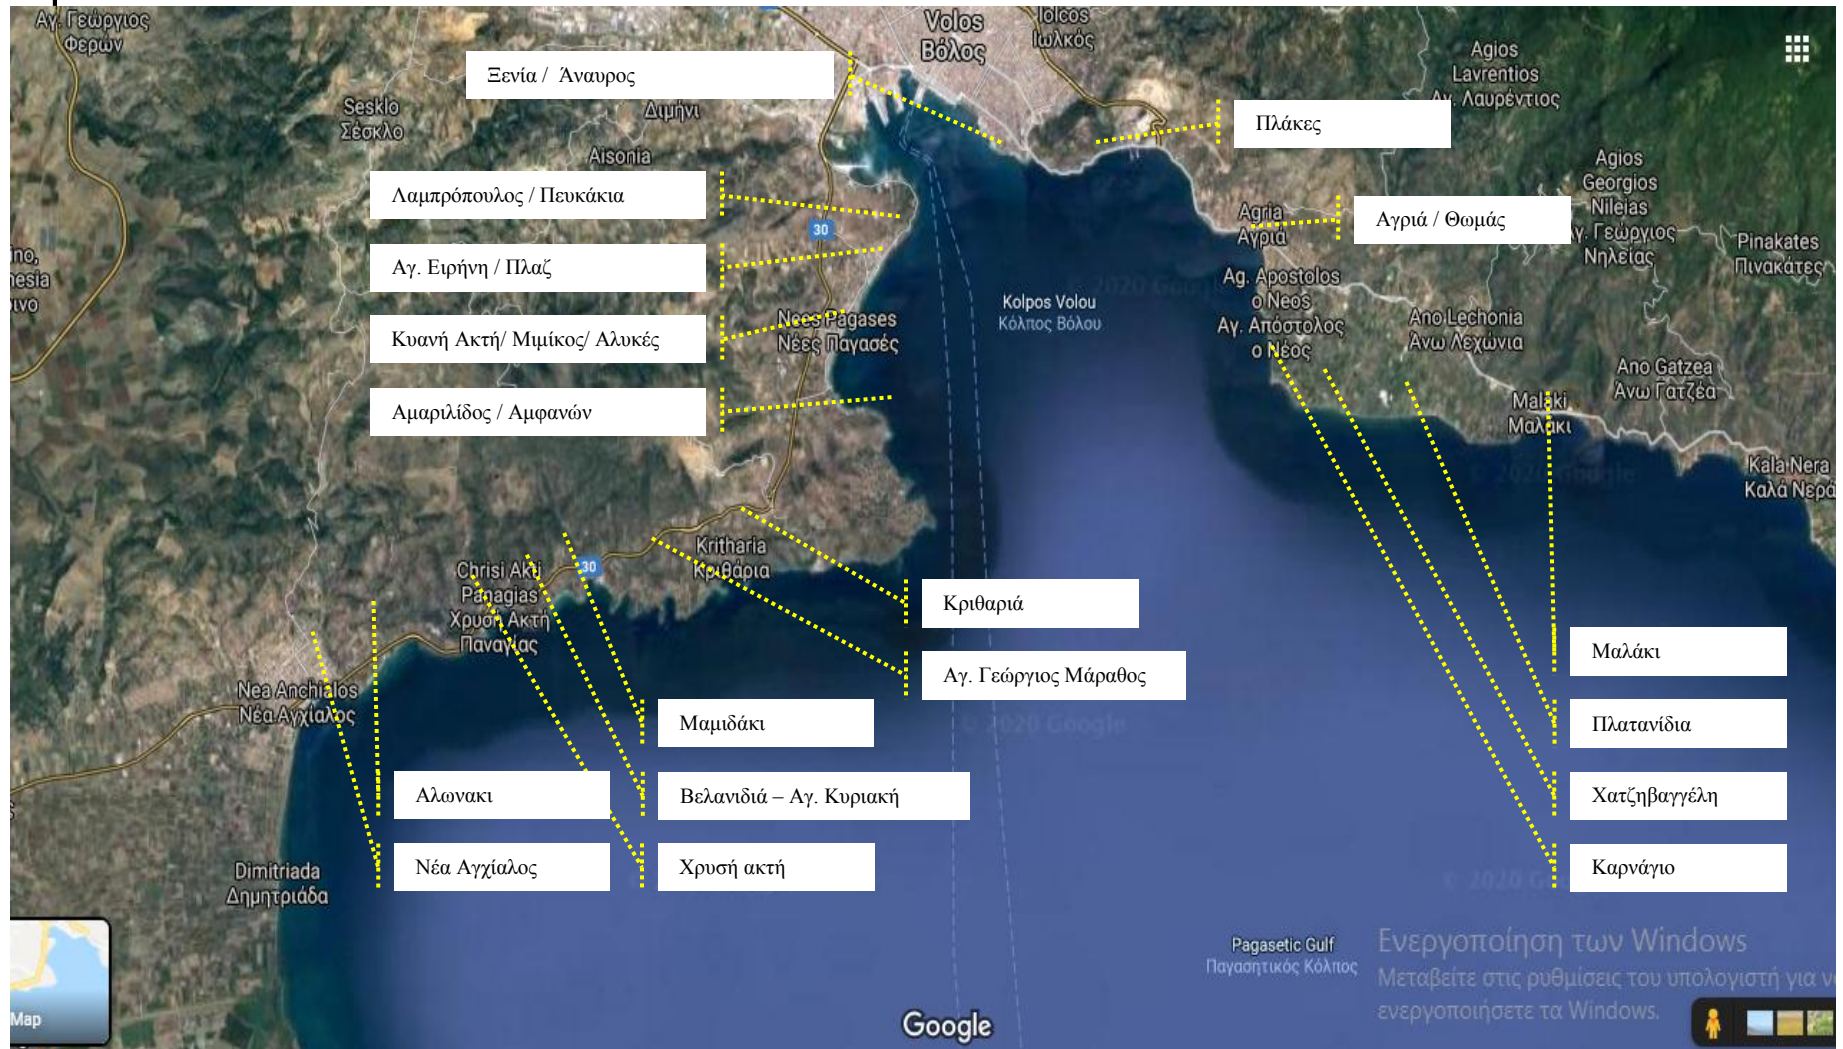 Αγ. Γεώργιος
Φερών
Volos
Βόλος
Iolcos
Ιωλκός
Agios
Lavrentios
Αγ. Λαυρέντιος
Ξενία / Άναυρος
Sesklo
Σέσκλο
Διμήνι
Πλάκες
Aisonia
Agios
Georgios
Nileias
Αγ. Γεώργιος
Νηλείας
Λαμπρόπουλος / Πευκάκια
30
Agria
Αγριά
Αγριά / Θωμάς
Pinakates
Πινακάτες
Αγ. Ειρήνη / Πλαζ
Ag. Apostolos
o Neos
Αγ. Απόστολος
ο Νέος
Kolpos Volou
Κόλπος Βόλου
Nees Pagases
Νέες Παγασές
Κυανή Ακτή/ Μιμίκος/ Αλυκές
Ano Lechonia
Άνω Λεχώνια
Ano Gatzea
Άνω Γατζέα
Αμαριλίδος / Αμφανών
Malaki
Μαλάκι
Kala Nera
Καλά Νερά
Kritharia
Κριθάρια
30
Chrisi Akti
Panagias
Χρυσή Ακτή
Παναγίας
Κριθαριά
Αγ. Γεώργιος Μάραθος
Μαλάκι
Nea Anchialos
Νέα Αγχίαλος
Μαμιδάκι
Πλατανίδια
© 2020 Google
Αλωνακι
Βελανιδιά – Αγ. Κυριακή
Χατζηβαγγέλη
Νέα Αγχίαλος
Χρυσή ακτή
Καρνάγιο
Dimitriada
Δημητριάδα
Pagasetic Gulf
Παγασητικός Κόλπος
Ενεργοποίηση των Windows
Μεταβείτε στις ρυθμίσεις του υπολογιστή για
ενεργοποιήσετε τα Windows.
Map
Google